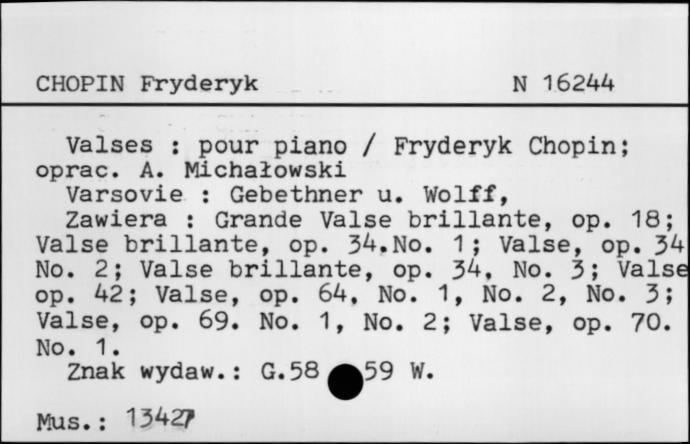 CHOPIN Fryderyk N 16244
Valses : pour piano / Fryderyk Chopin;
oprac. A. Michałowski
Varsovie : Gebethner u. Wolff,
Zawiera : Grande Valse brillante, op. 18;
Valse brillante, op. 34.No. 1; Valse, op. 34
No. 2; Valse brillante, op. 34, No. 3; Valse
op. 42; Valse, op. 64, No. 1, No. 2, No. 3;
Valse, op. 69. No. 1, No. 2; Valse, op. 70.
No. 1.
Znak wydaw.: G.58 59 W.
Mus.: 13427